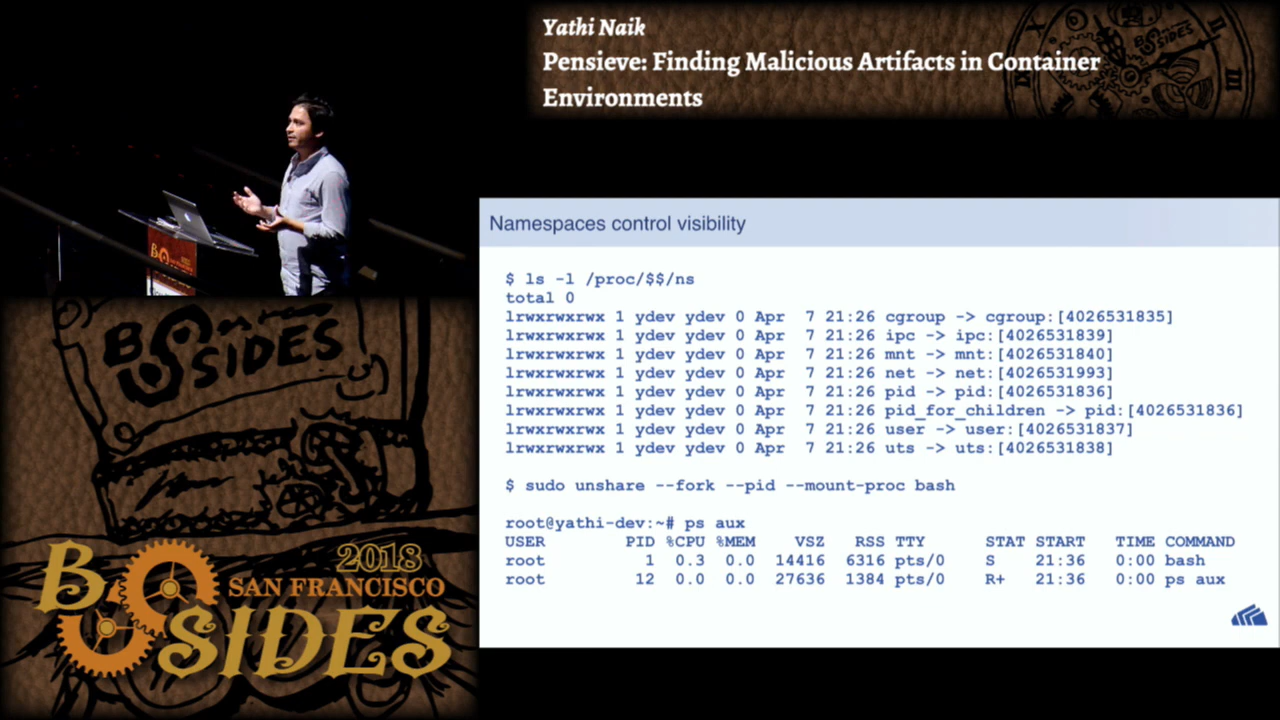 Yathi Naik
Pensieve: Finding Malicious Artifacts in Container
Environments
Namespaces control visibility
$ ls -l /proc/$$/ns
total 0
lrwxrwxrwx 1 ydev ydev 0 Apr  7 21:26 cgroup -> cgroup:[4026531835]
lrwxrwxrwx 1 ydev ydev 0 Apr  7 21:26 ipc -> ipc:[4026531839]
lrwxrwxrwx 1 ydev ydev 0 Apr  7 21:26 mnt -> mnt:[4026531840]
lrwxrwxrwx 1 ydev ydev 0 Apr  7 21:26 net -> net:[4026531993]
lrwxrwxrwx 1 ydev ydev 0 Apr  7 21:26 pid -> pid:[4026531836]
lrwxrwxrwx 1 ydev ydev 0 Apr  7 21:26 pid_for_children -> pid:[4026531836]
lrwxrwxrwx 1 ydev ydev 0 Apr  7 21:26 user -> user:[4026531837]
lrwxrwxrwx 1 ydev ydev 0 Apr  7 21:26 uts -> uts:[4026531838]
$ sudo unshare --fork --pid --mount-proc bash
root@yathi-dev:~# ps aux
USER PID %CPU %MEM VSZ RSS TTY STAT START TIME COMMAND
root 1 0.3 0.0 14416 6316 pts/0 S 21:36 0:00 bash
root 12 0.0 0.0 27636 1384 pts/0 R+ 21:36 0:00 ps aux
BSIDES
BSIDES
2018
SAN FRANCISCO
BSIDES